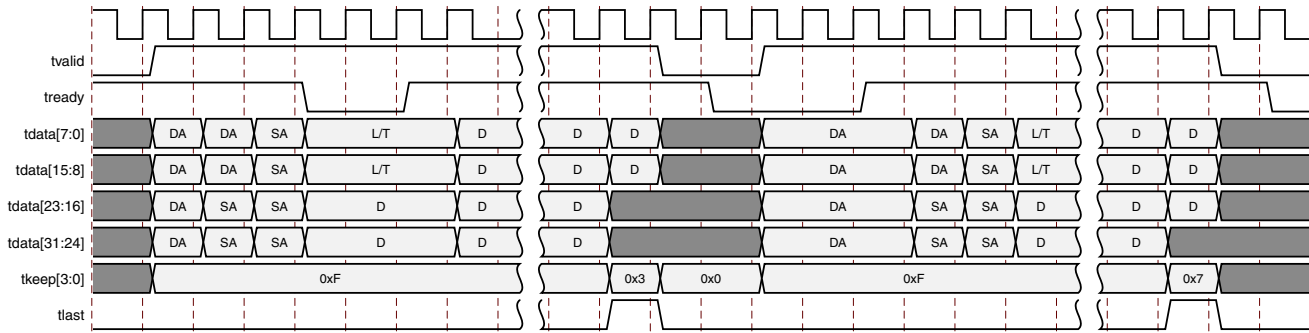 tvalid
tready
tdata[7:0] DA DA SA L/T D D D DA DA SA L/T D D
tdata[15:8] DA DA SA L/T D D D DA DA SA L/T D D
tdata[23:16] DA SA SA D D D DA SA SA D D D
tdata[31:24] DA SA SA D D D DA SA SA D D
tkeep[3:0] 0xF 0x3 0x0 0xF 0x7
tlast